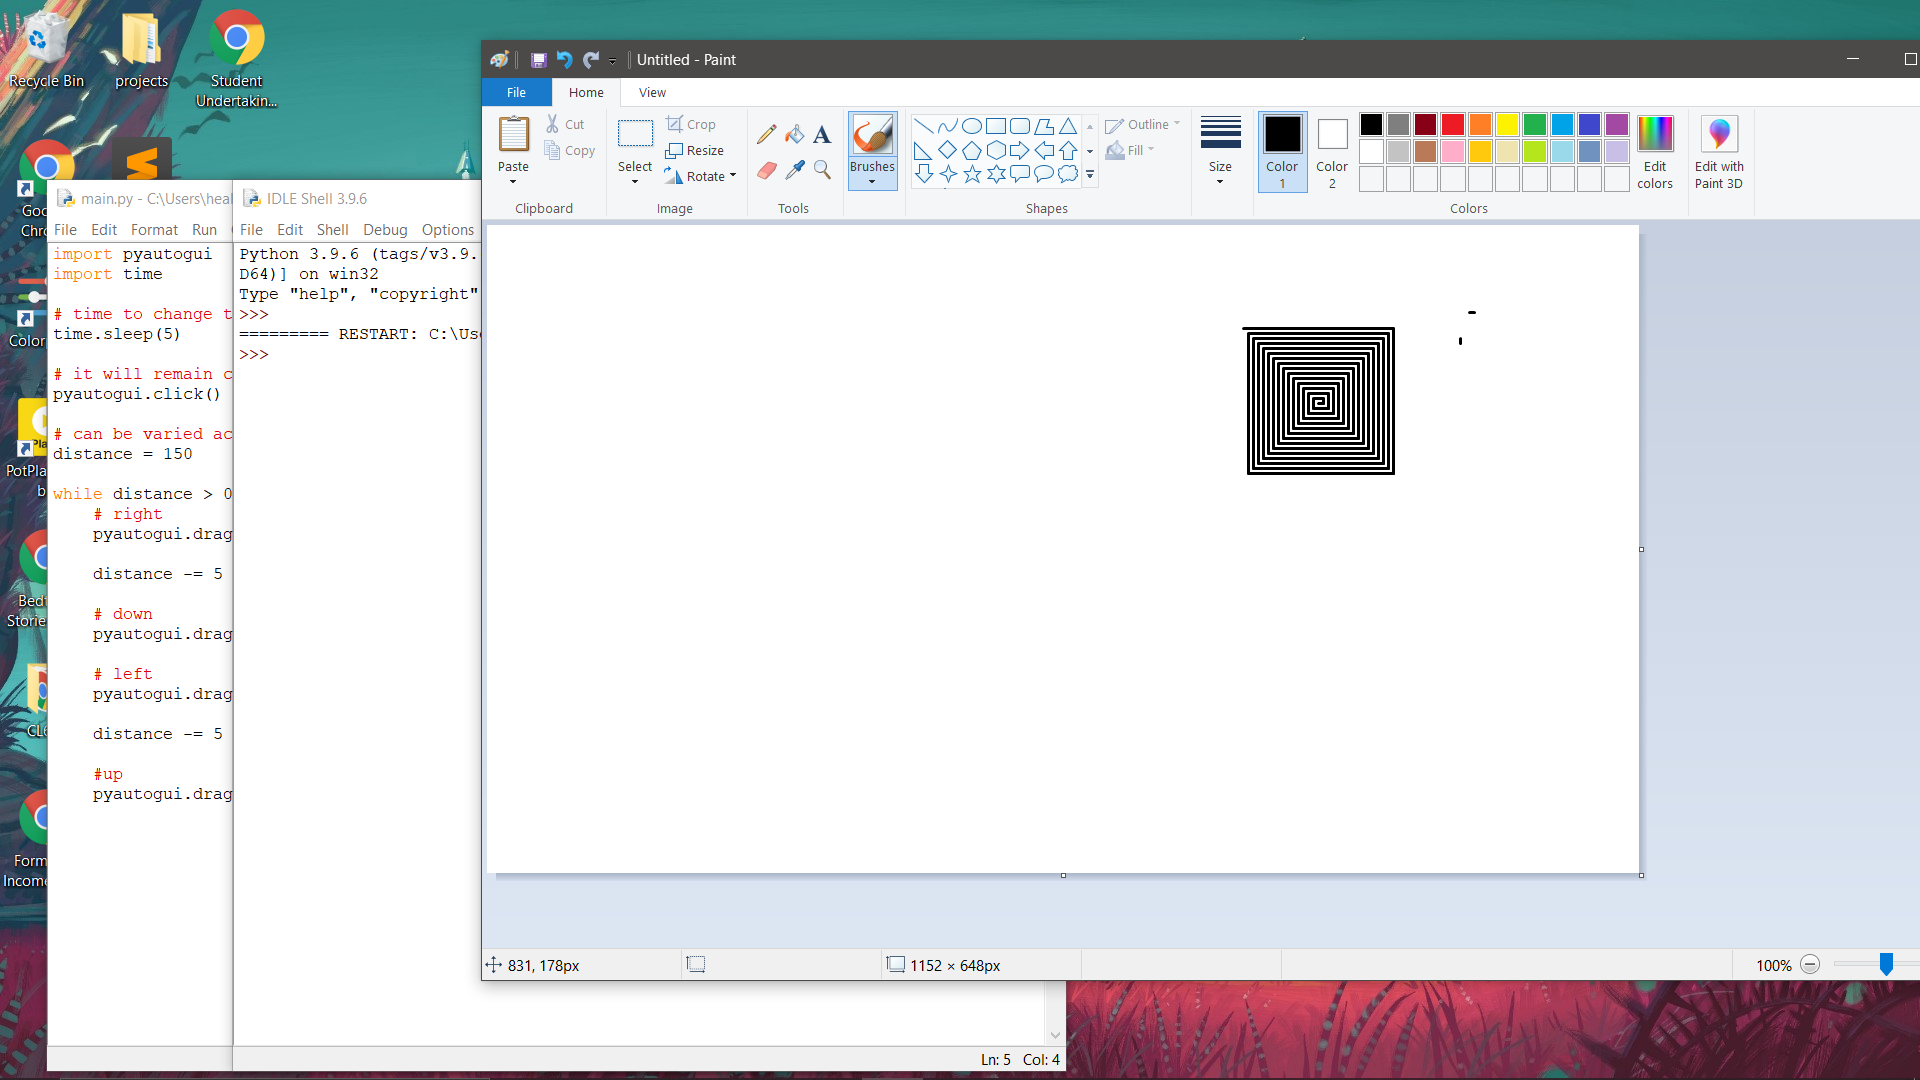 Recycle Bin
projects
Student
Undertakin...
Untitled - Paint
File
Home
View
Paste
Cut
Copy
Clipboard
Select
Crop
Resize
Rotate
Image
Tools
Brushes
Shapes
Outline
Fill
Size
Color
1
Color
2
Edit
colors
Colors
Edit with
Paint 3D
Goo
Chro
Color
PotPla
b
Bedt
Storie
CL
Form
Income
main.py - C:\Users\heal
File Edit Format Run
import pyautogui
import time
# time to change t
time.sleep(5)
# it will remain c
pyautogui.click()
# can be varied ac
distance = 150
while distance > 0
# right
pyautogui.drag
distance -= 5
# down
pyautogui.drag
# left
pyautogui.drag
distance -= 5
#up
pyautogui.drag
IDLE Shell 3.9.6
File Edit Shell Debug Options
Python 3.9.6 (tags/v3.9.
D64)] on win32
Type "help", "copyright"
>>>
========= RESTART: C:\Use
>>>
831, 178px
1152 × 648px
100%
Ln: 5 Col: 4